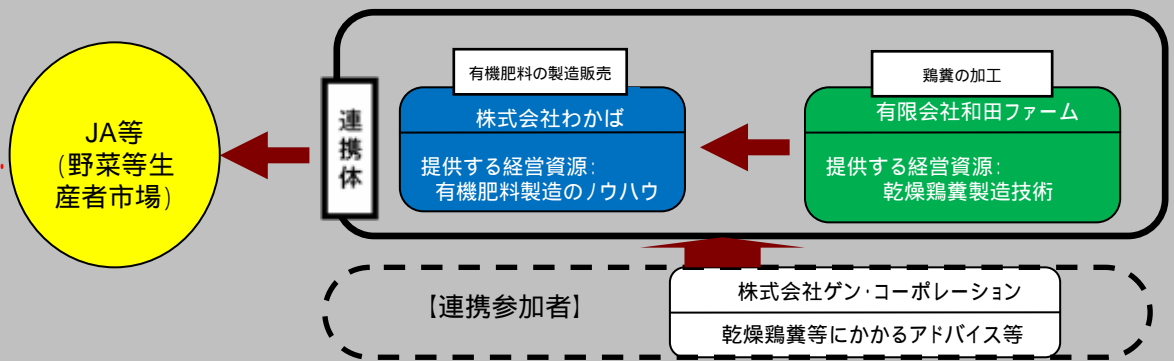 JA等
(野菜等生
産者市場)
連
携
体
有機肥料の製造販売
株式会社わかば
提供する経営資源:
有機肥料製造のノウハウ
鶏糞の加工
有限会社和田ファーム
提供する経営資源:
乾燥鶏糞製造技術
【連携参加者】
株式会社ゲン・コーポレーション
乾燥鶏糞等にかかるアドバイス等